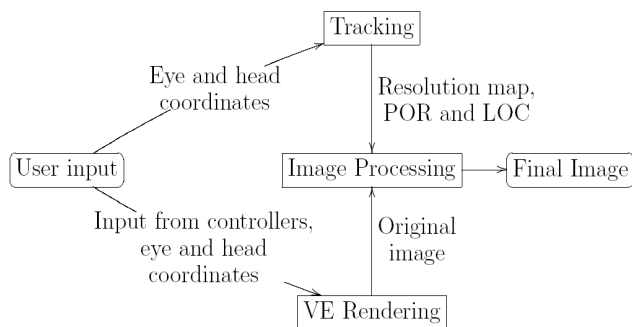 Tracking
Eye and head
coordinates
Resolution map,
POR and LOC
User input
Image Processing
Final Image
Input from controllers,
eye and head
coordinates
Original
image
VE Rendering